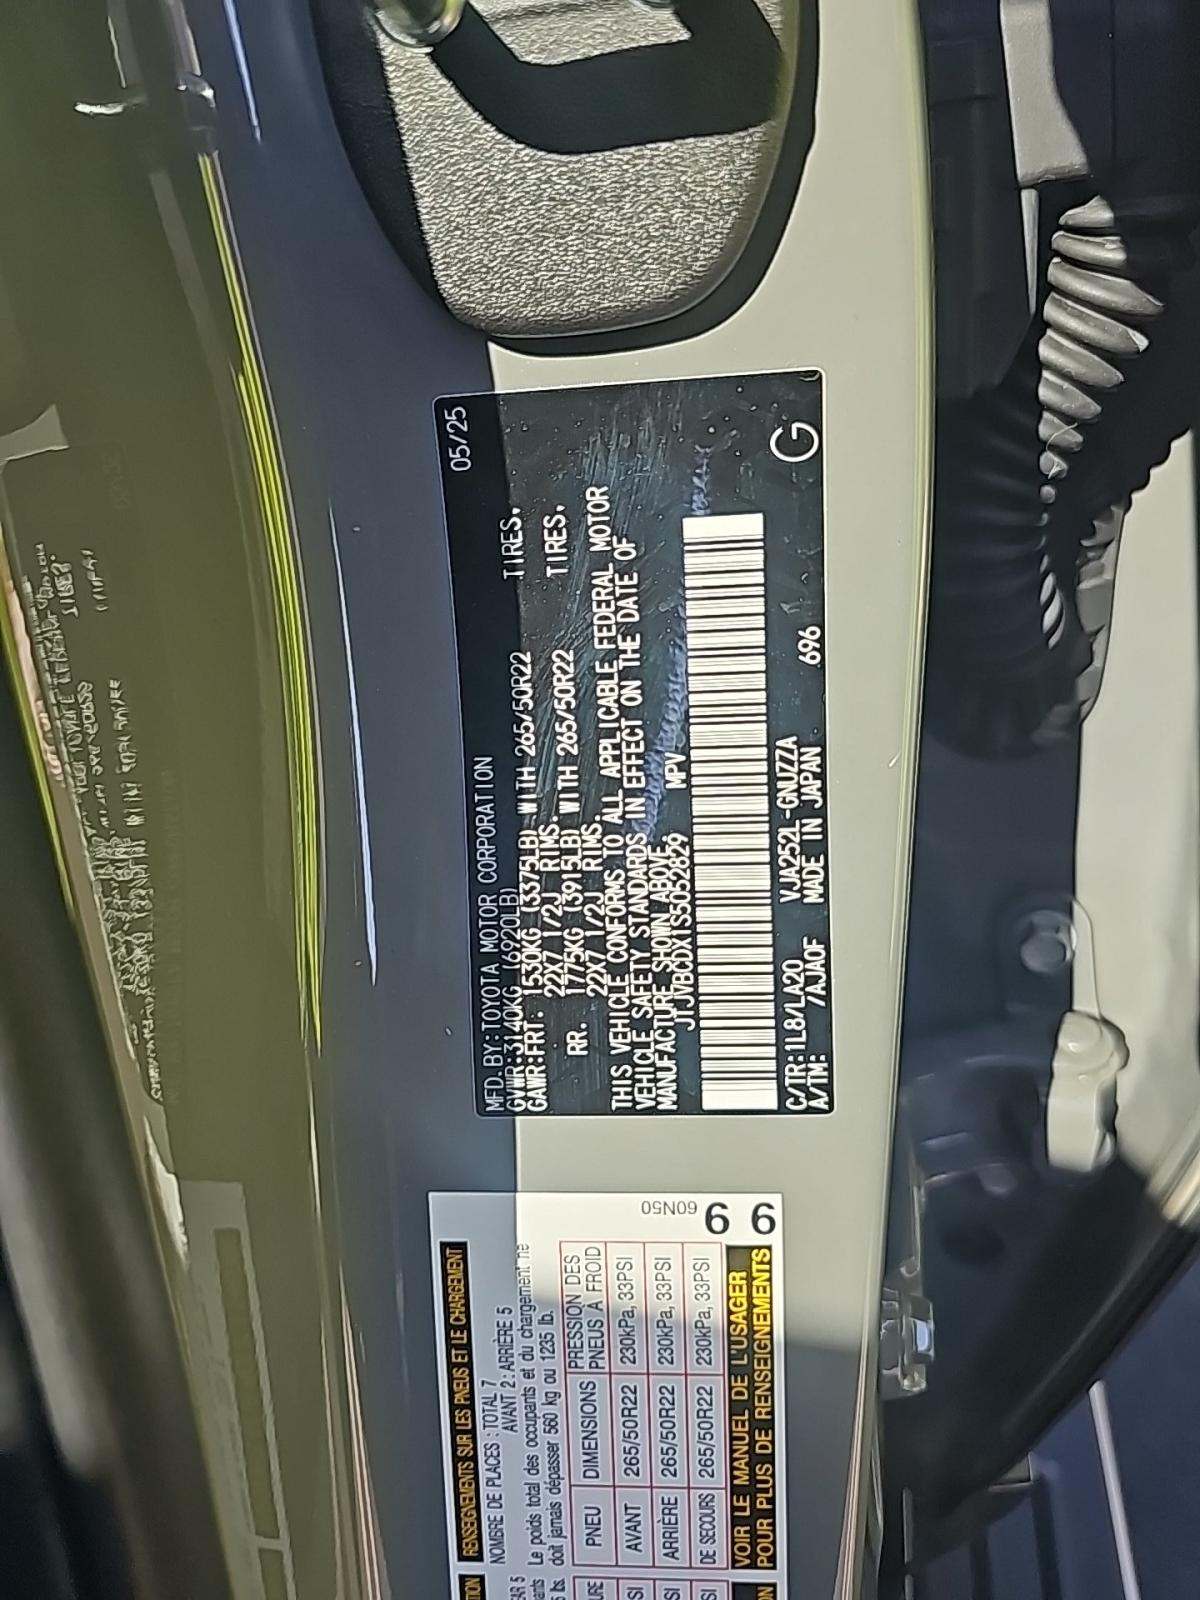 MFD. BY: TOYOTA MOTOR CORPORATION 05/25
GVWR: 3140KG (6920LB)
GAWR: FRT: 1530KG (3375LB) WITH 265/50R22 TIRES,
22X7 1/2J RIMS.
RR. 1775KG (3915LB) WITH 265/50R22 TIRES,
22X7 1/2J RIMS.
THIS VEHICLE CONFORMS TO ALL APPLICABLE FEDERAL MOTOR
VEHICLE SAFETY STANDARDS IN EFFECT ON THE DATE OF
MANUFACTURE SHOWN ABOVE.
JTJVBCDX1S5052829 MPV
C/TR: 1L8/LA20 VJA252L-GNUZZA 696
A/TM: /AJA0F MADE IN JAPAN
G
RENSEIGNEMENTS SUR LES PNEUS ET LE CHARGEMENT
NOMBRE DE PLACES : TOTAL 7
AVANT 2 : ARRIÈRE 5
Le poids total des occupants et du chargement ne
doit jamais dépasser 560 kg ou 1235 lb.
PNEU DIMENSIONS PRESSION DES PNEUS À FROID
AVANT 265/50R22 230kPa, 33PSI
ARRIÈRE 265/50R22 230kPa, 33PSI
DE SECOURS 265/50R22 230kPa, 33PSI
VOIR LE MANUEL DE L'USAGER
POUR PLUS DE RENSEIGNEMENTS
60N50
9
9